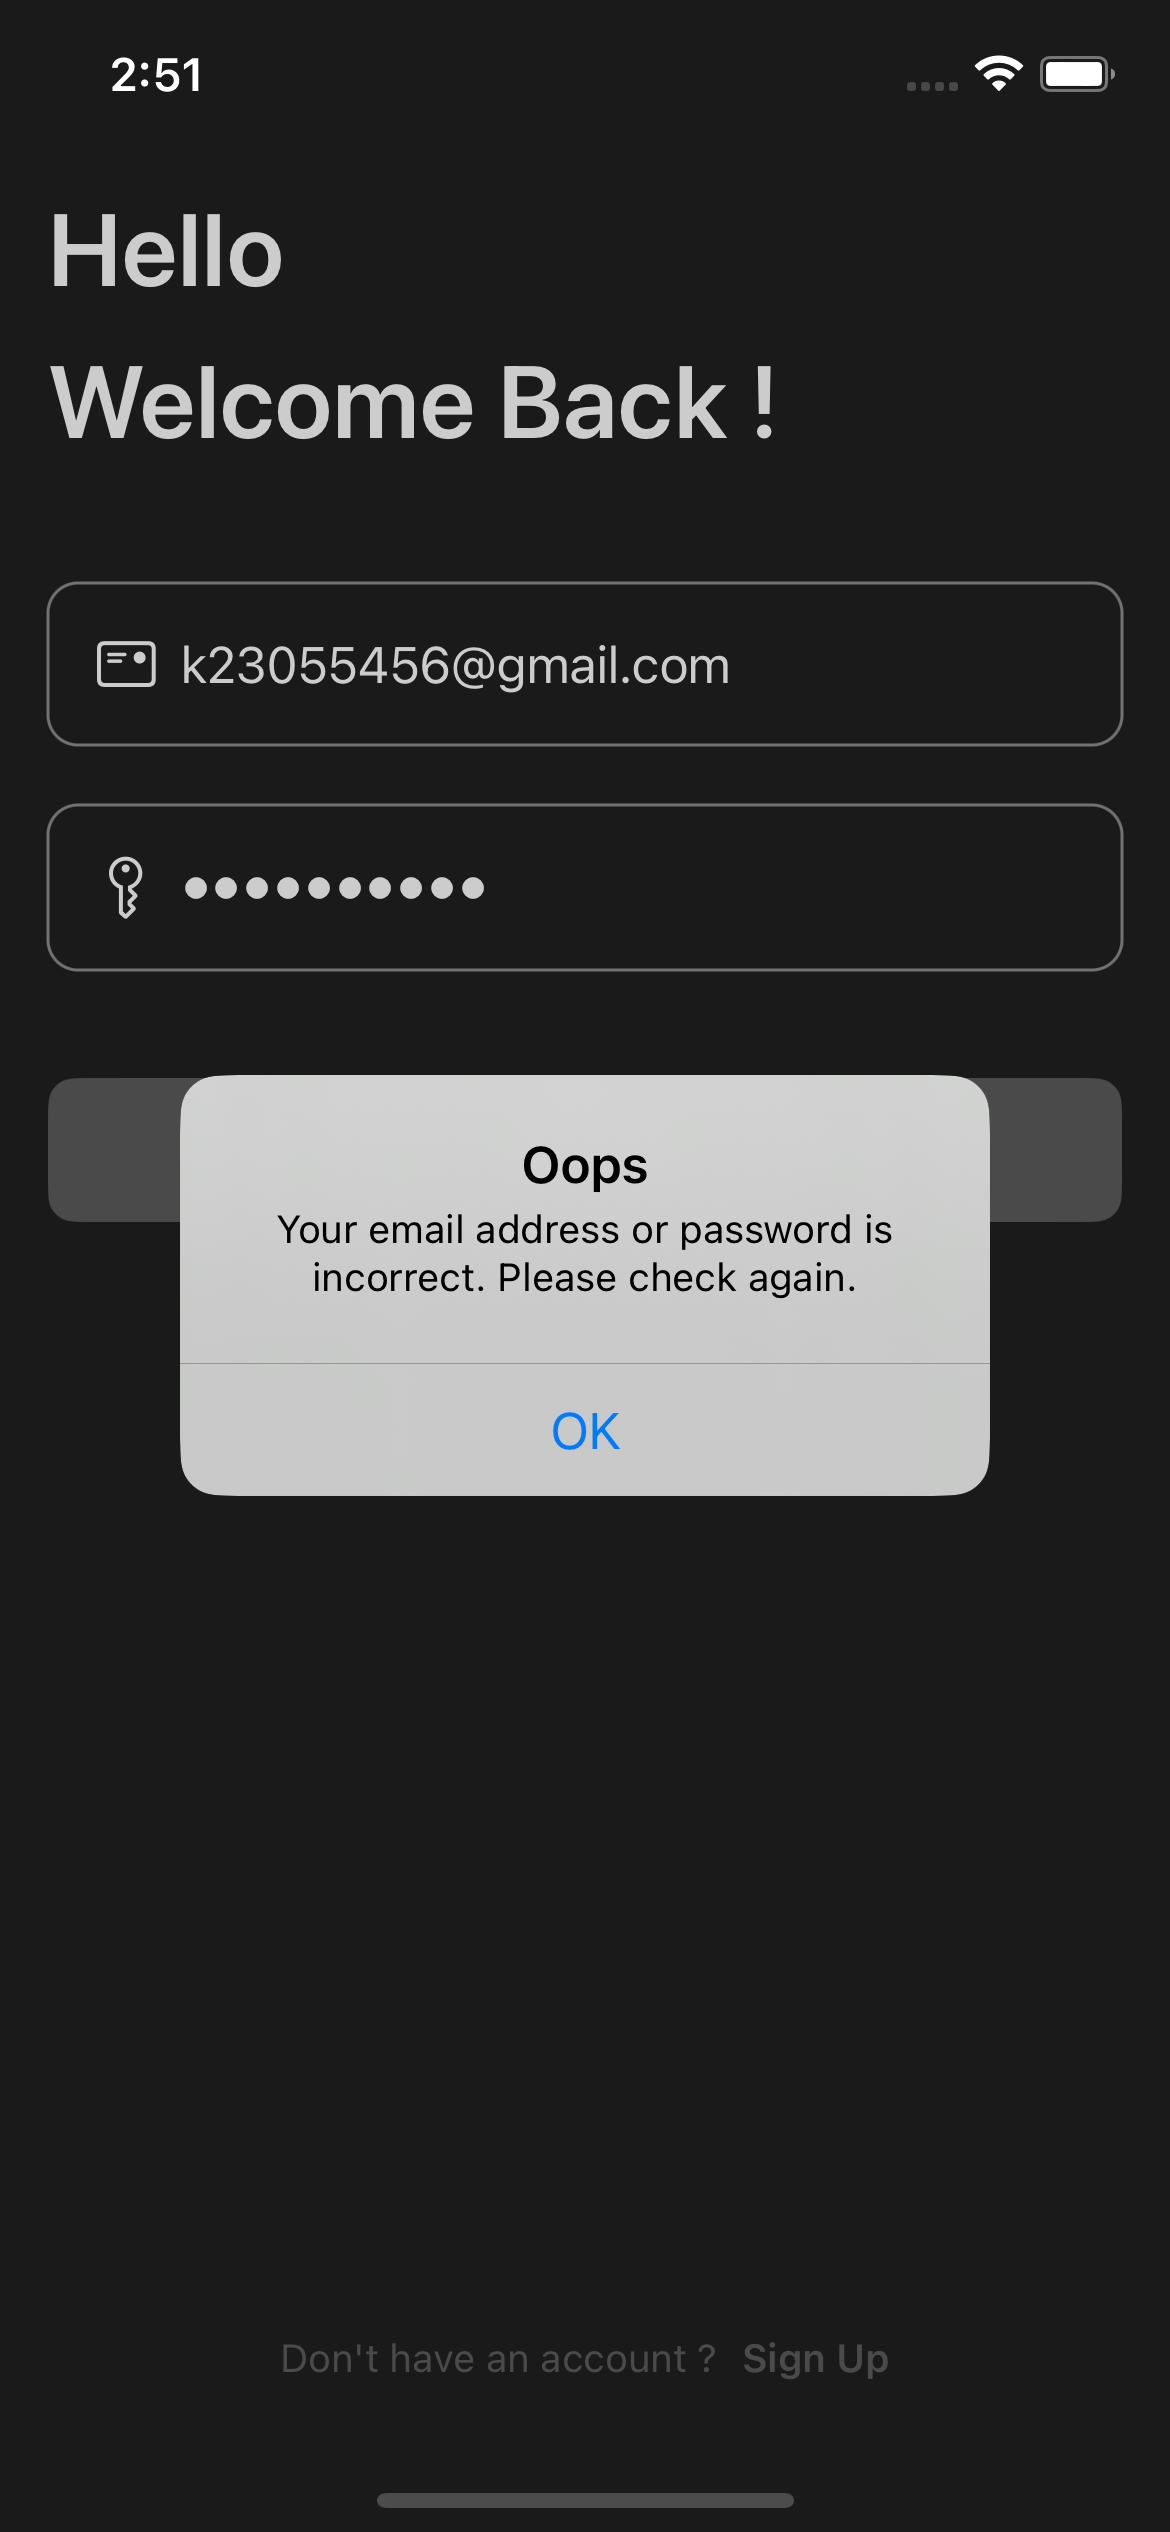 2:51
Hello
Welcome Back !
k23055456@gmail.com
Oops
Your email address or password is
incorrect. Please check again.
OK
Don't have an account ? Sign Up